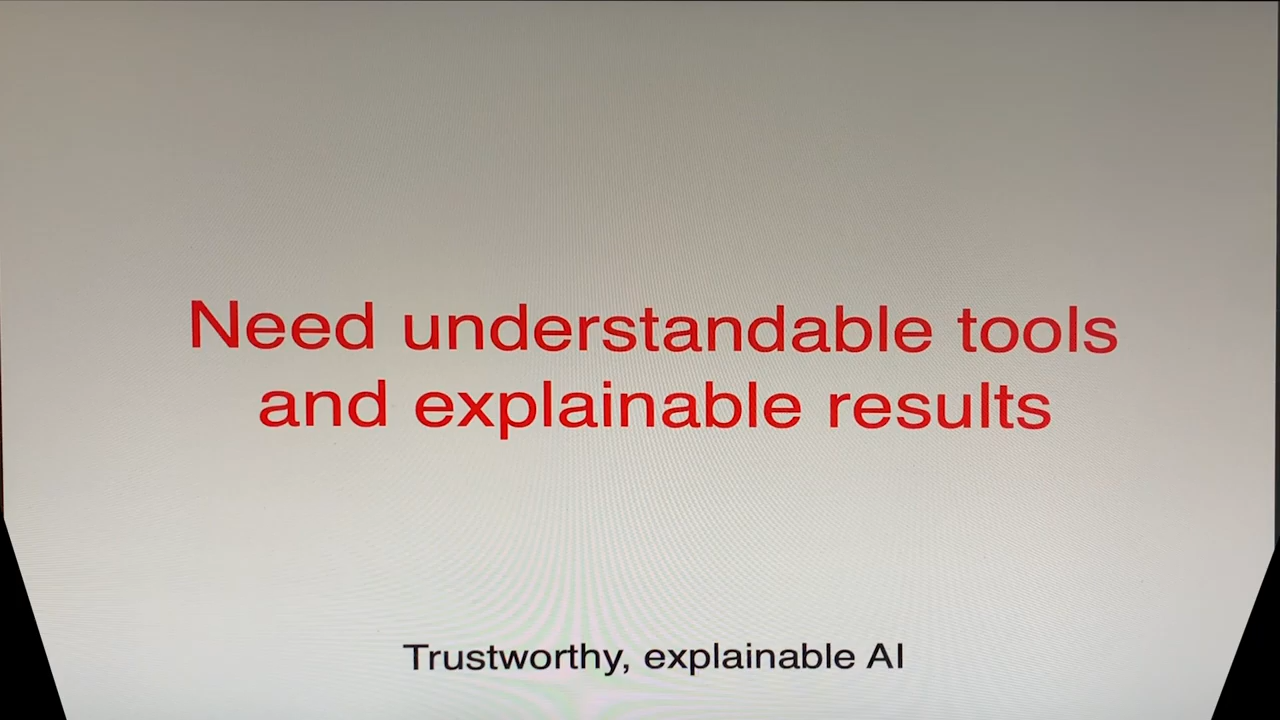 Need understandable tools
and explainable results
Trustworthy, explainable AI